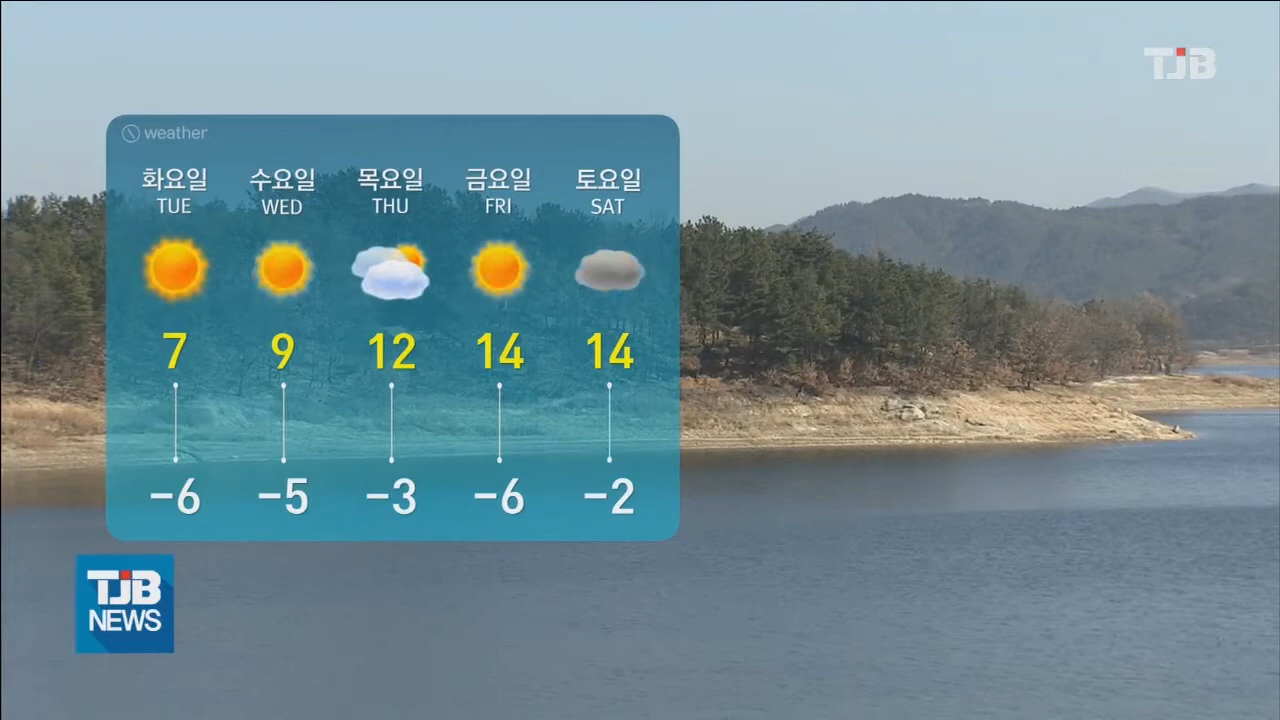 TJB
weather
화요일 수요일 목요일 금요일 토요일
TUE WED THU FRI SAT
7 9 12 14 14
-6 -5 -3 -6 -2
TJB
NEWS